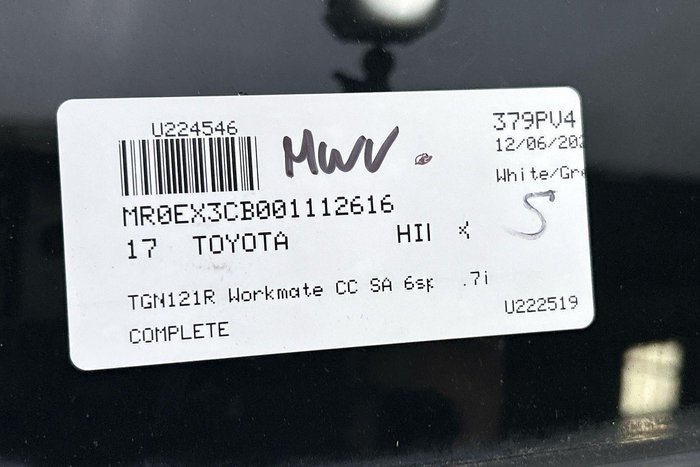 U224546
MWV
379PV4
12/06/202
White/Gre
MR0EX3CB001112616
5
17 TOYOTA
TGN121R Workmate CC SA 6sp .7i
U222519
COMPLETE